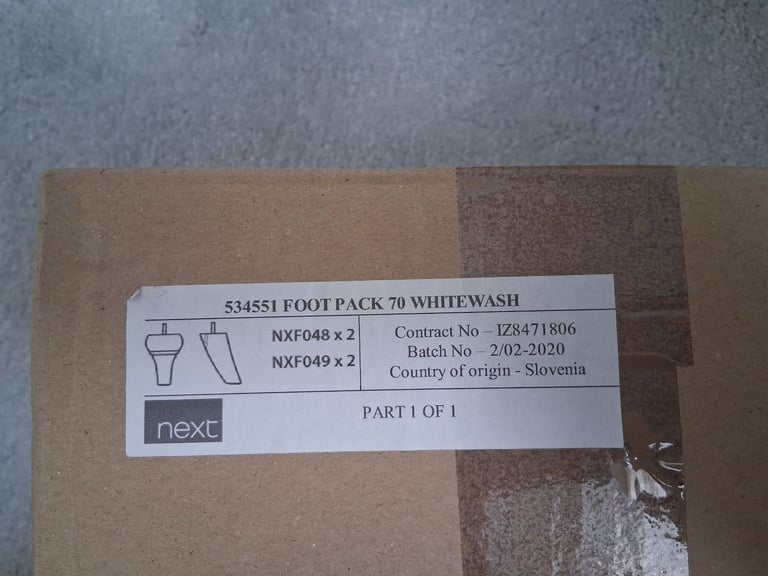 534551 FOOT PACK 70 WHITEWASH
NXF048 x 2
NXF049 x 2
Contract No – IZ8471806
Batch No – 2/02-2020
Country of origin - Slovenia
next
PART 1 OF 1